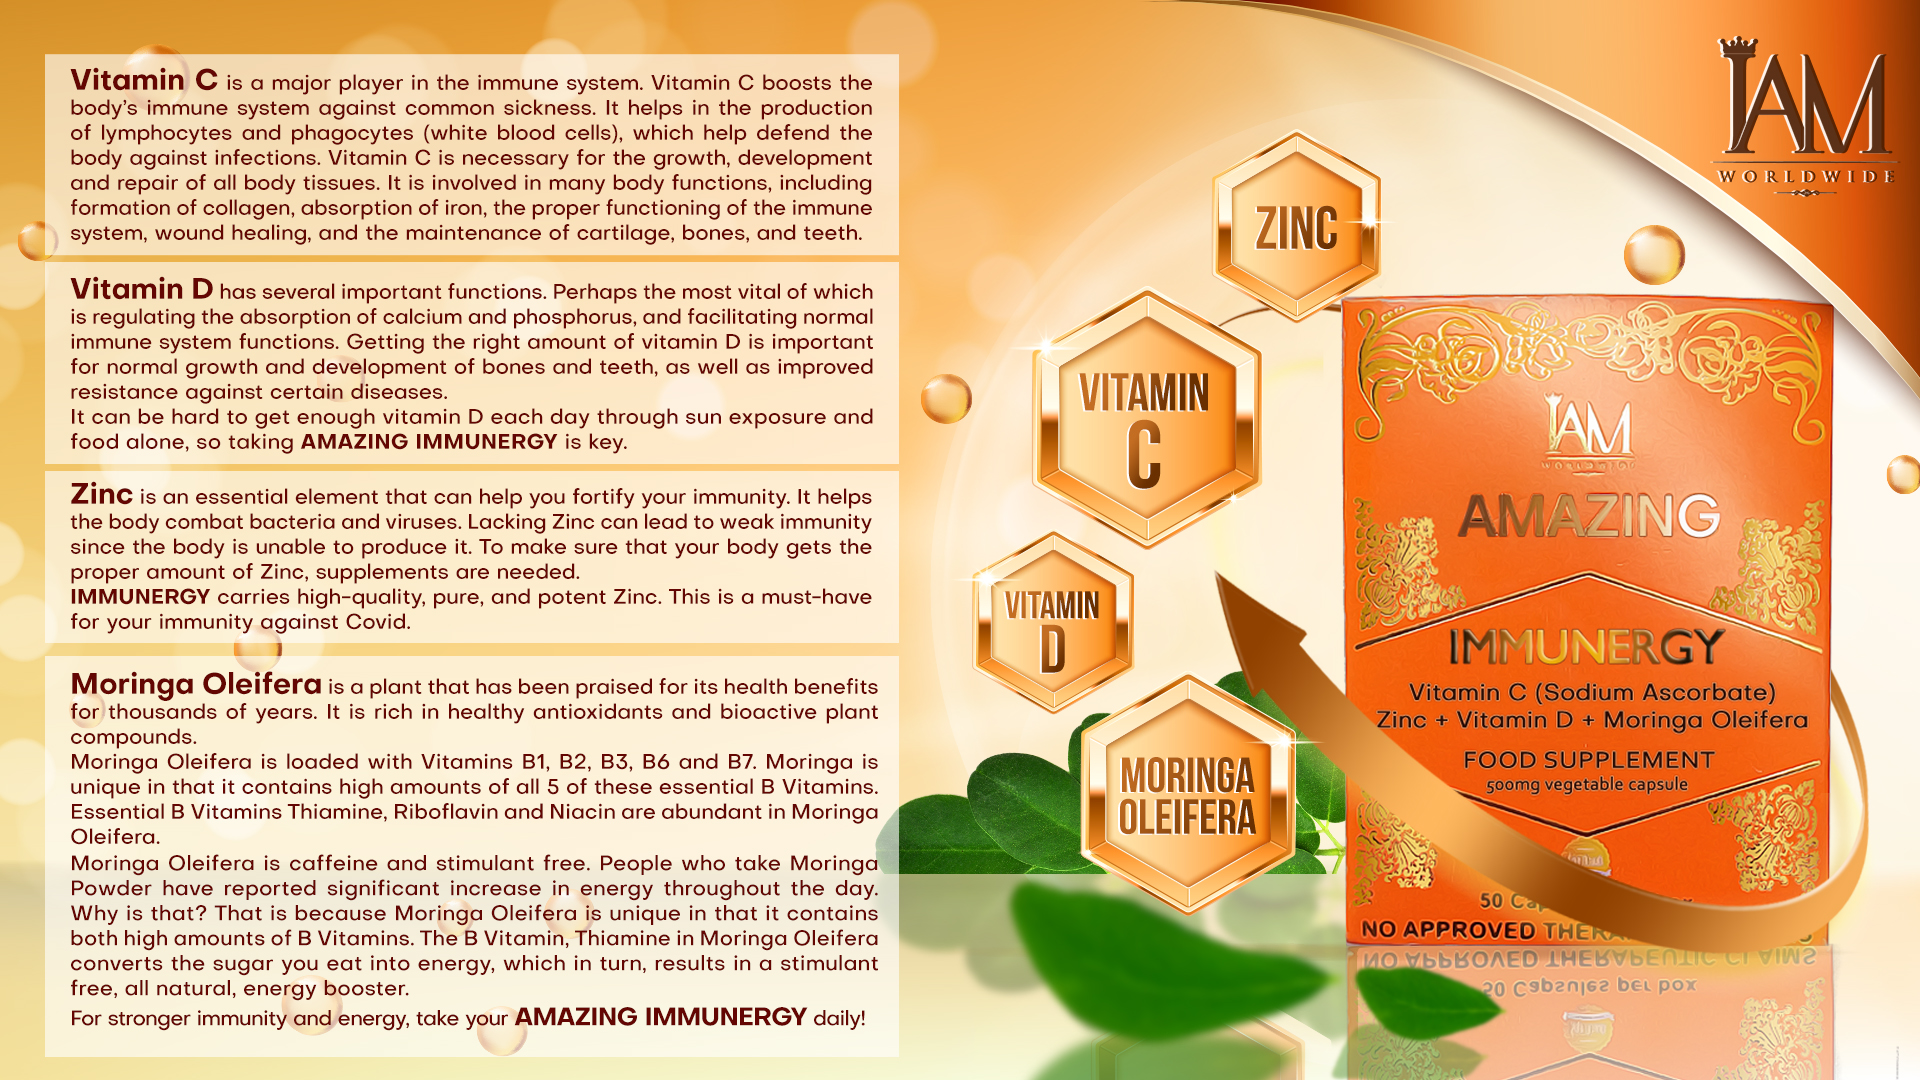 Vitamin C is a major player in the immune system. Vitamin C boosts the
body's immune system against common sickness. It helps in the production
of lymphocytes and phagocytes (white blood cells), which help defend the
body against infections. Vitamin C is necessary for the growth, development
and repair of all body tissues. It is involved in many body functions, including
formation of collagen, absorption of iron, the proper functioning of the immune
system, wound healing, and the maintenance of cartilage, bones, and teeth.
Vitamin D has several important functions. Perhaps the most vital of which
is regulating the absorption of calcium and phosphorus, and facilitating normal
immune system functions. Getting the right amount of vitamin D is important
for normal growth and development of bones and teeth, as well as improved
resistance against certain diseases.
It can be hard to get enough vitamin D each day through sun exposure and
food alone, so taking AMAZING IMMUNERGY is key.
Zinc is an essential element that can help you fortify your immunity. It helps
the body combat bacteria and viruses. Lacking Zinc can lead to weak immunity
since the body is unable to produce it. To make sure that your body gets the
proper amount of Zinc, supplements are needed.
IMMUNERGY carries high-quality, pure, and potent Zinc. This is a must-have
for your immunity against Covid.
Moringa Oleifera is a plant that has been praised for its health benefits
for thousands of years. It is rich in healthy antioxidants and bioactive plant
compounds.
Moringa Oleifera is loaded with Vitamins B1, B2, B3, B6 and B7. Moringa is
unique in that it contains high amounts of all 5 of these essential B Vitamins.
Essential B Vitamins Thiamine, Riboflavin and Niacin are abundant in Moringa
Oleifera.
Moringa Oleifera is caffeine and stimulant free. People who take Moringa
Powder have reported significant increase in energy throughout the day.
Why is that? That is because Moringa Oleifera is unique in that it contains
both high amounts of B Vitamins. The B Vitamin, Thiamine in Moringa Oleifera
converts the sugar you eat into energy, which in turn, results in a stimulant
free, all natural, energy booster.
For stronger immunity and energy, take your AMAZING IMMUNERGY daily!
ZINC
VITAMIN
C
VITAMIN
D
MORINGA
OLEIFERA
IAM
WORLDWIDE
IAM
WORLDWIDE
AMAZING
IMMUNERGY
Vitamin C (Sodium Ascorbate)
Zinc + Vitamin D + Moringa Oleifera
FOOD SUPPLEMENT
500mg vegetable capsule
50 Capsules per box
NO APPROVED THERAPEUTIC CLAIMS